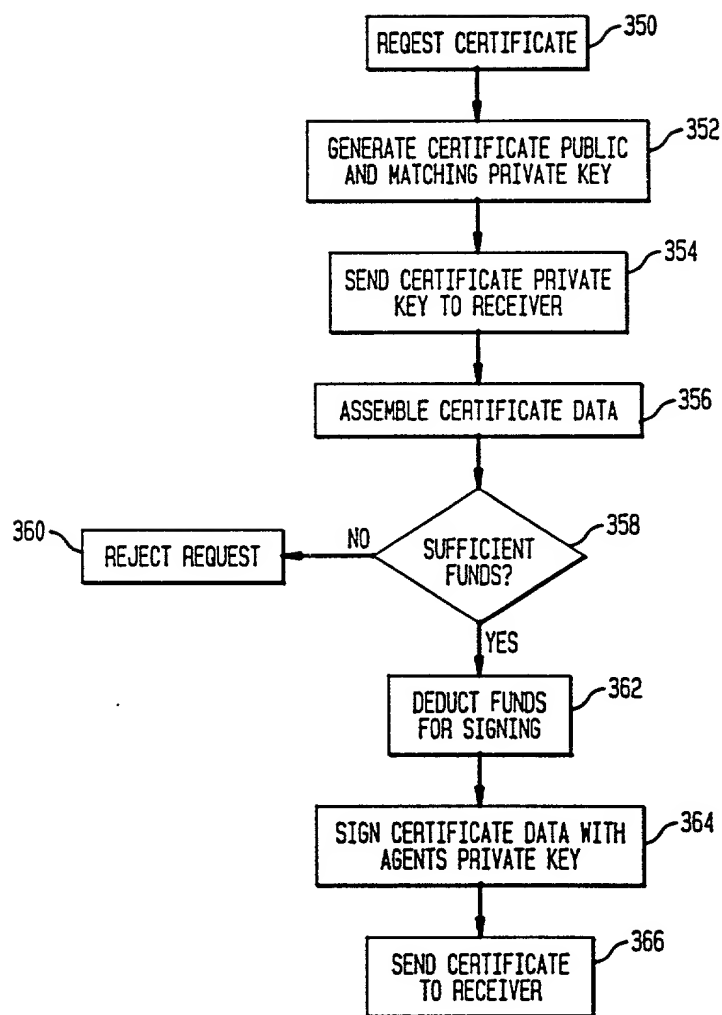 REQEST CERTIFICATE
350
352
GENERATE CERTIFICATE PUBLIC
AND MATCHING PRIVATE KEY
354
SEND CERTIFICATE PRIVATE
KEY TO RECEIVER
ASSEMBLE CERTIFICATE DATA
356
358
360
REJECT REQUEST
NO
SUFFICIENT
FUNDS?
YES
362
DEDUCT FUNDS
FOR SIGNING
364
SIGN CERTIFICATE DATA WITH
AGENTS PRIVATE KEY
366
SEND CERTIFICATE
TO RECEIVER